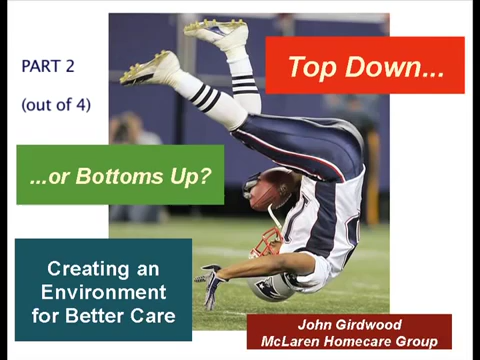 PART 2
(out of 4)
Top Down...
...or Bottoms Up?
Creating an
Environment
for Better Care
John Girdwood
McLaren Homecare Group